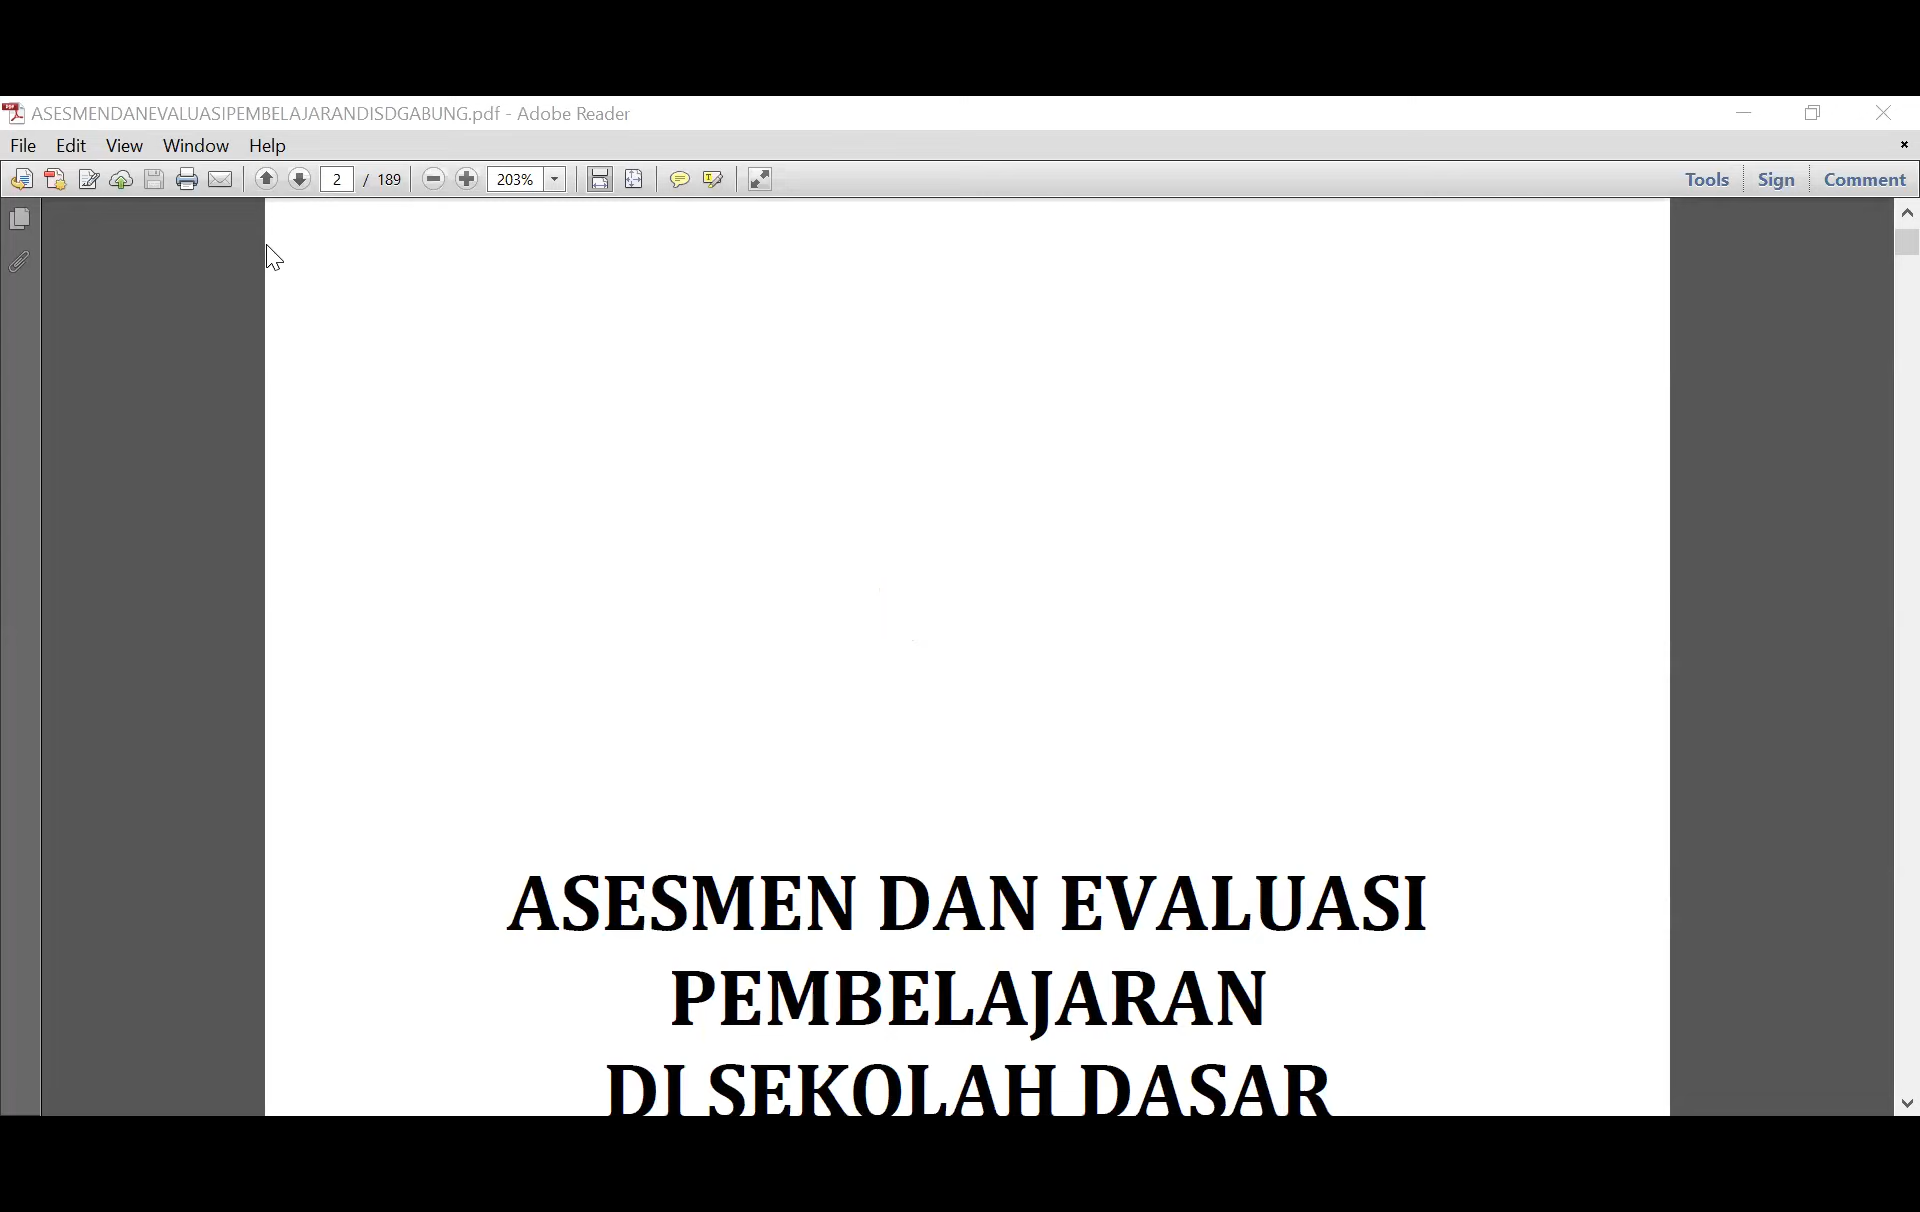 ASESMENDANEVALUASIPEMBELAJARANDISDGABUNG.pdf - Adobe Reader
File Edit View Window Help
2 / 189 203% Tools Sign Comment
ASESMEN DAN EVALUASI
PEMBELAJARAN
DI SEKOLAH DASAR